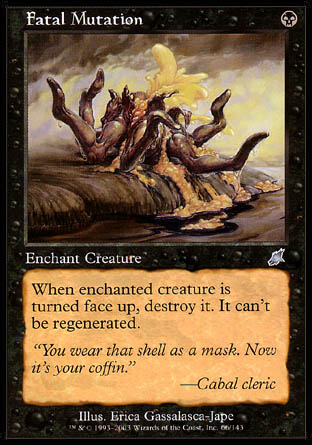 Fatal Mutation
Enchant Creature
When enchanted creature is
turned face up, destroy it. It can't
be regenerated.
"You wear that shell as a mask. Now
it's your coffin."
—Cabal cleric
Illus. Erica Gassalasca-Jape
™ & © 1993-2003 Wizards of the Coast, Inc. 66/143